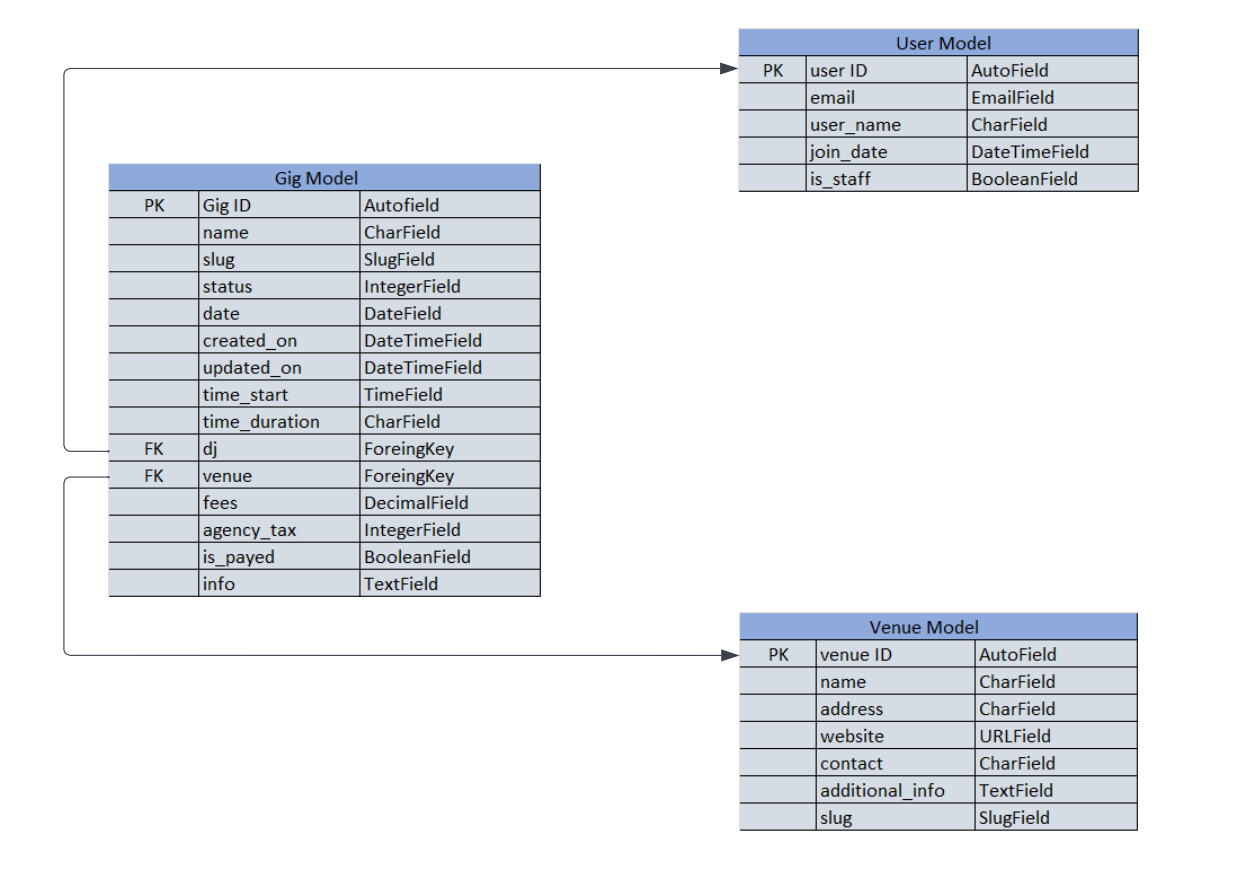 User Model
PK user ID AutoField
email EmailField
user_name CharField
join_date DateTimeField
is_staff BooleanField
Gig Model
PK Gig ID Autofield
name CharField
slug SlugField
status IntegerField
date DateField
created_on DateTimeField
updated_on DateTimeField
time_start TimeField
time_duration CharField
FK dj ForeingKey
FK venue ForeingKey
fees DecimalField
agency_tax IntegerField
is_payed BooleanField
info TextField
Venue Model
PK venue ID AutoField
name CharField
address CharField
website URLField
contact CharField
additional_info TextField
slug SlugField